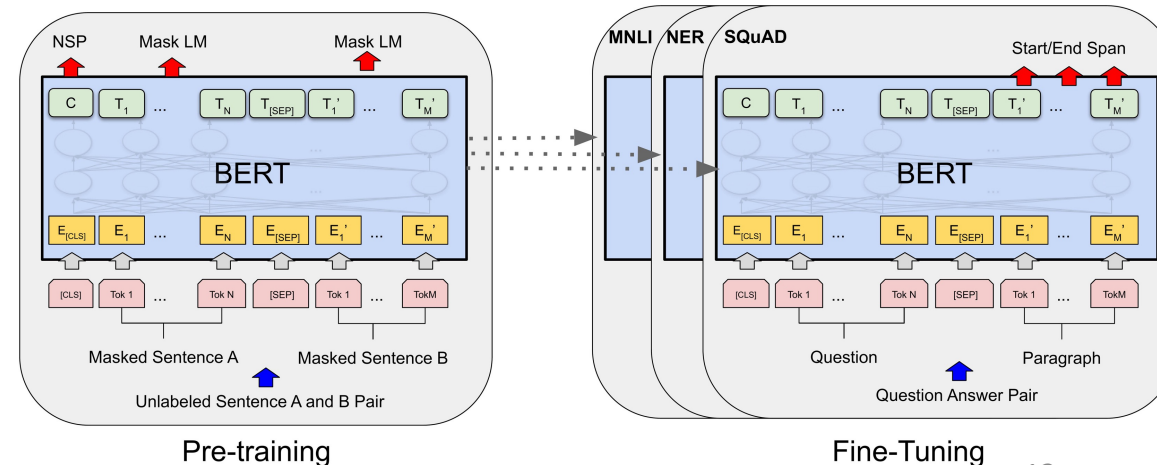 NSP Mask LM Mask LM
C T1 ... TN T[SEP] T1' ... TM'
...
BERT
...
E[CLS] E1 ... EN E[SEP] E1' ... EM'
[CLS] Tok 1 ... Tok N [SEP] Tok 1 ... TokM
Masked Sentence A Masked Sentence B
Unlabeled Sentence A and B Pair
Pre-training
MNLI NER SQuAD
Start/End Span
C T1 ... TN T[SEP] T1' ... TM'
...
BERT
...
E[CLS] E1 ... EN E[SEP] E1' ... EM'
[CLS] Tok 1 ... Tok N [SEP] Tok 1 ... TokM
Question Paragraph
Question Answer Pair
Fine-Tuning